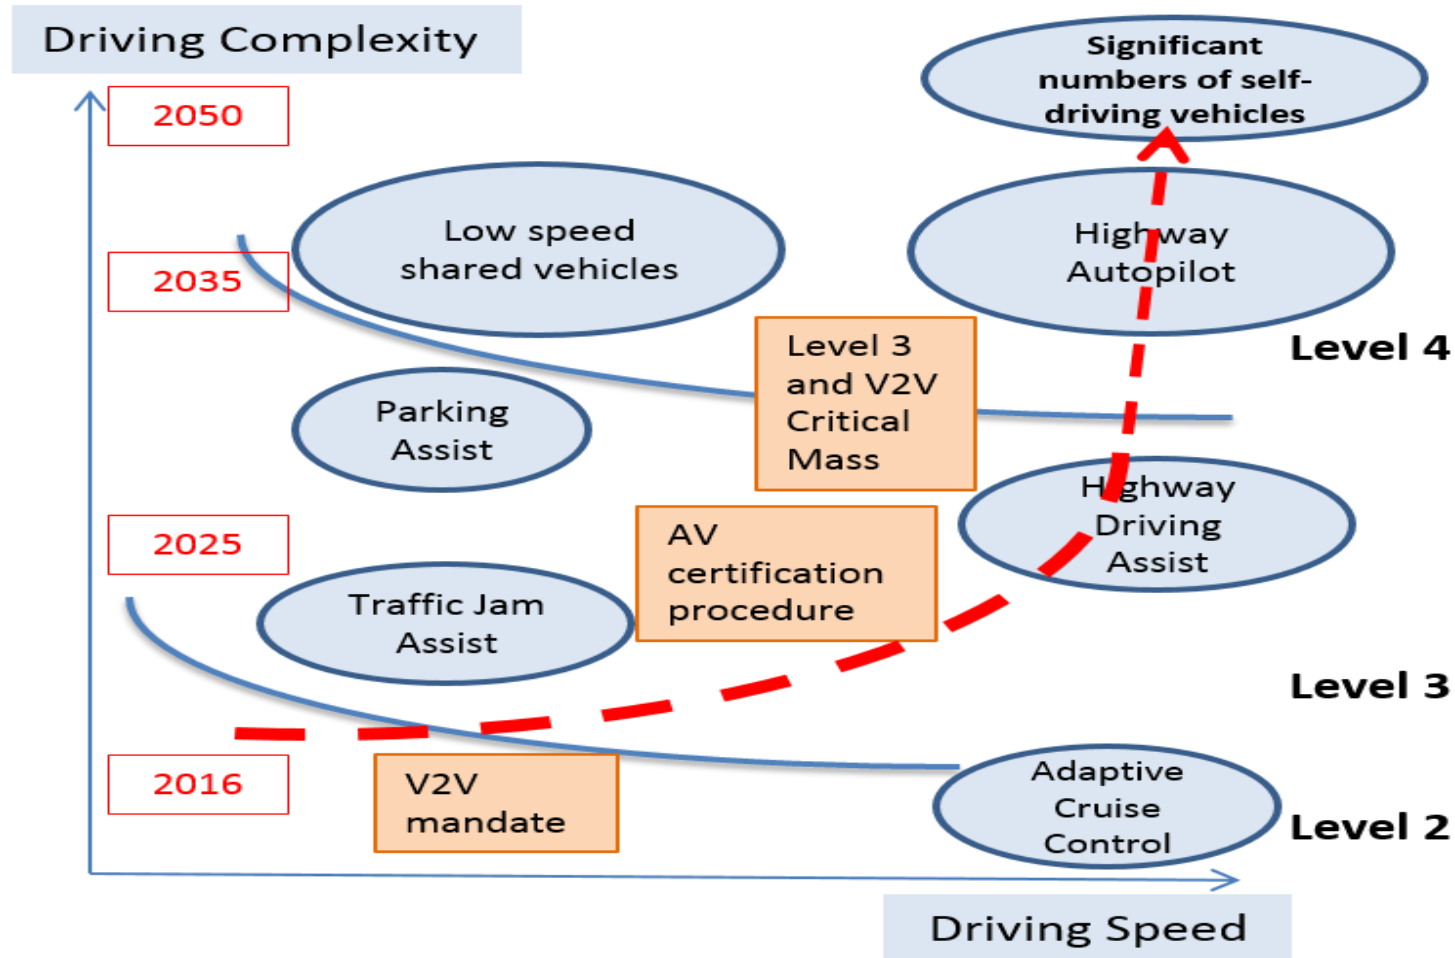 Driving Complexity
2050
Significant
numbers of self-
driving vehicles
Low speed
shared vehicles
Highway
Autopilot
2035
Level 3
and V2V
Critical
Mass
Level 4
Parking
Assist
Highway
Driving
Assist
2025
AV
certification
procedure
Traffic Jam
Assist
Level 3
2016
V2V
mandate
Adaptive
Cruise
Control
Level 2
Driving Speed